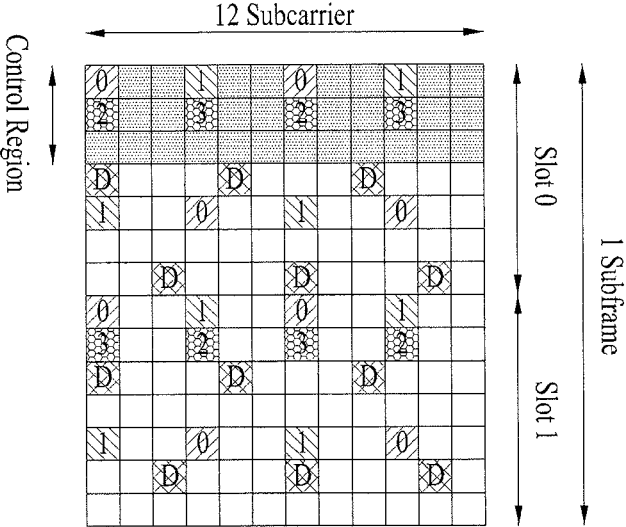 12 Subcarrier
Control Region
0 1 0 1
2 3 2 3
D D D
1 0 1 0
D D D
0 1 0 1
3 2 3 2
D D D
1 0 1 0
D D D
Slot 0
Slot 1
1 Subframe